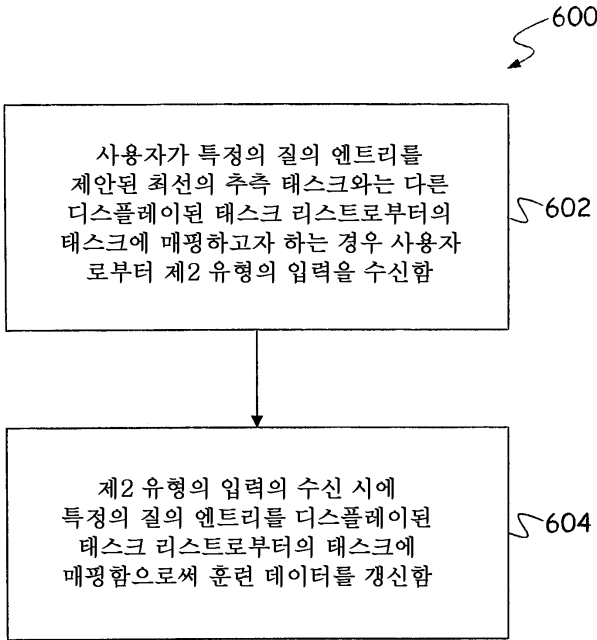 600
사용자가 특정의 질의 엔트리를
제안된 최선의 추측 태스크와는 다른
디스플레이된 태스크 리스트로부터의
태스크에 매핑하고자 하는 경우 사용자
로부터 제2 유형의 입력을 수신함
602
제2 유형의 입력의 수신 시에
특정의 질의 엔트리를 디스플레이된
태스크 리스트로부터의 태스크에
매핑함으로써 훈련 데이터를 갱신함
604